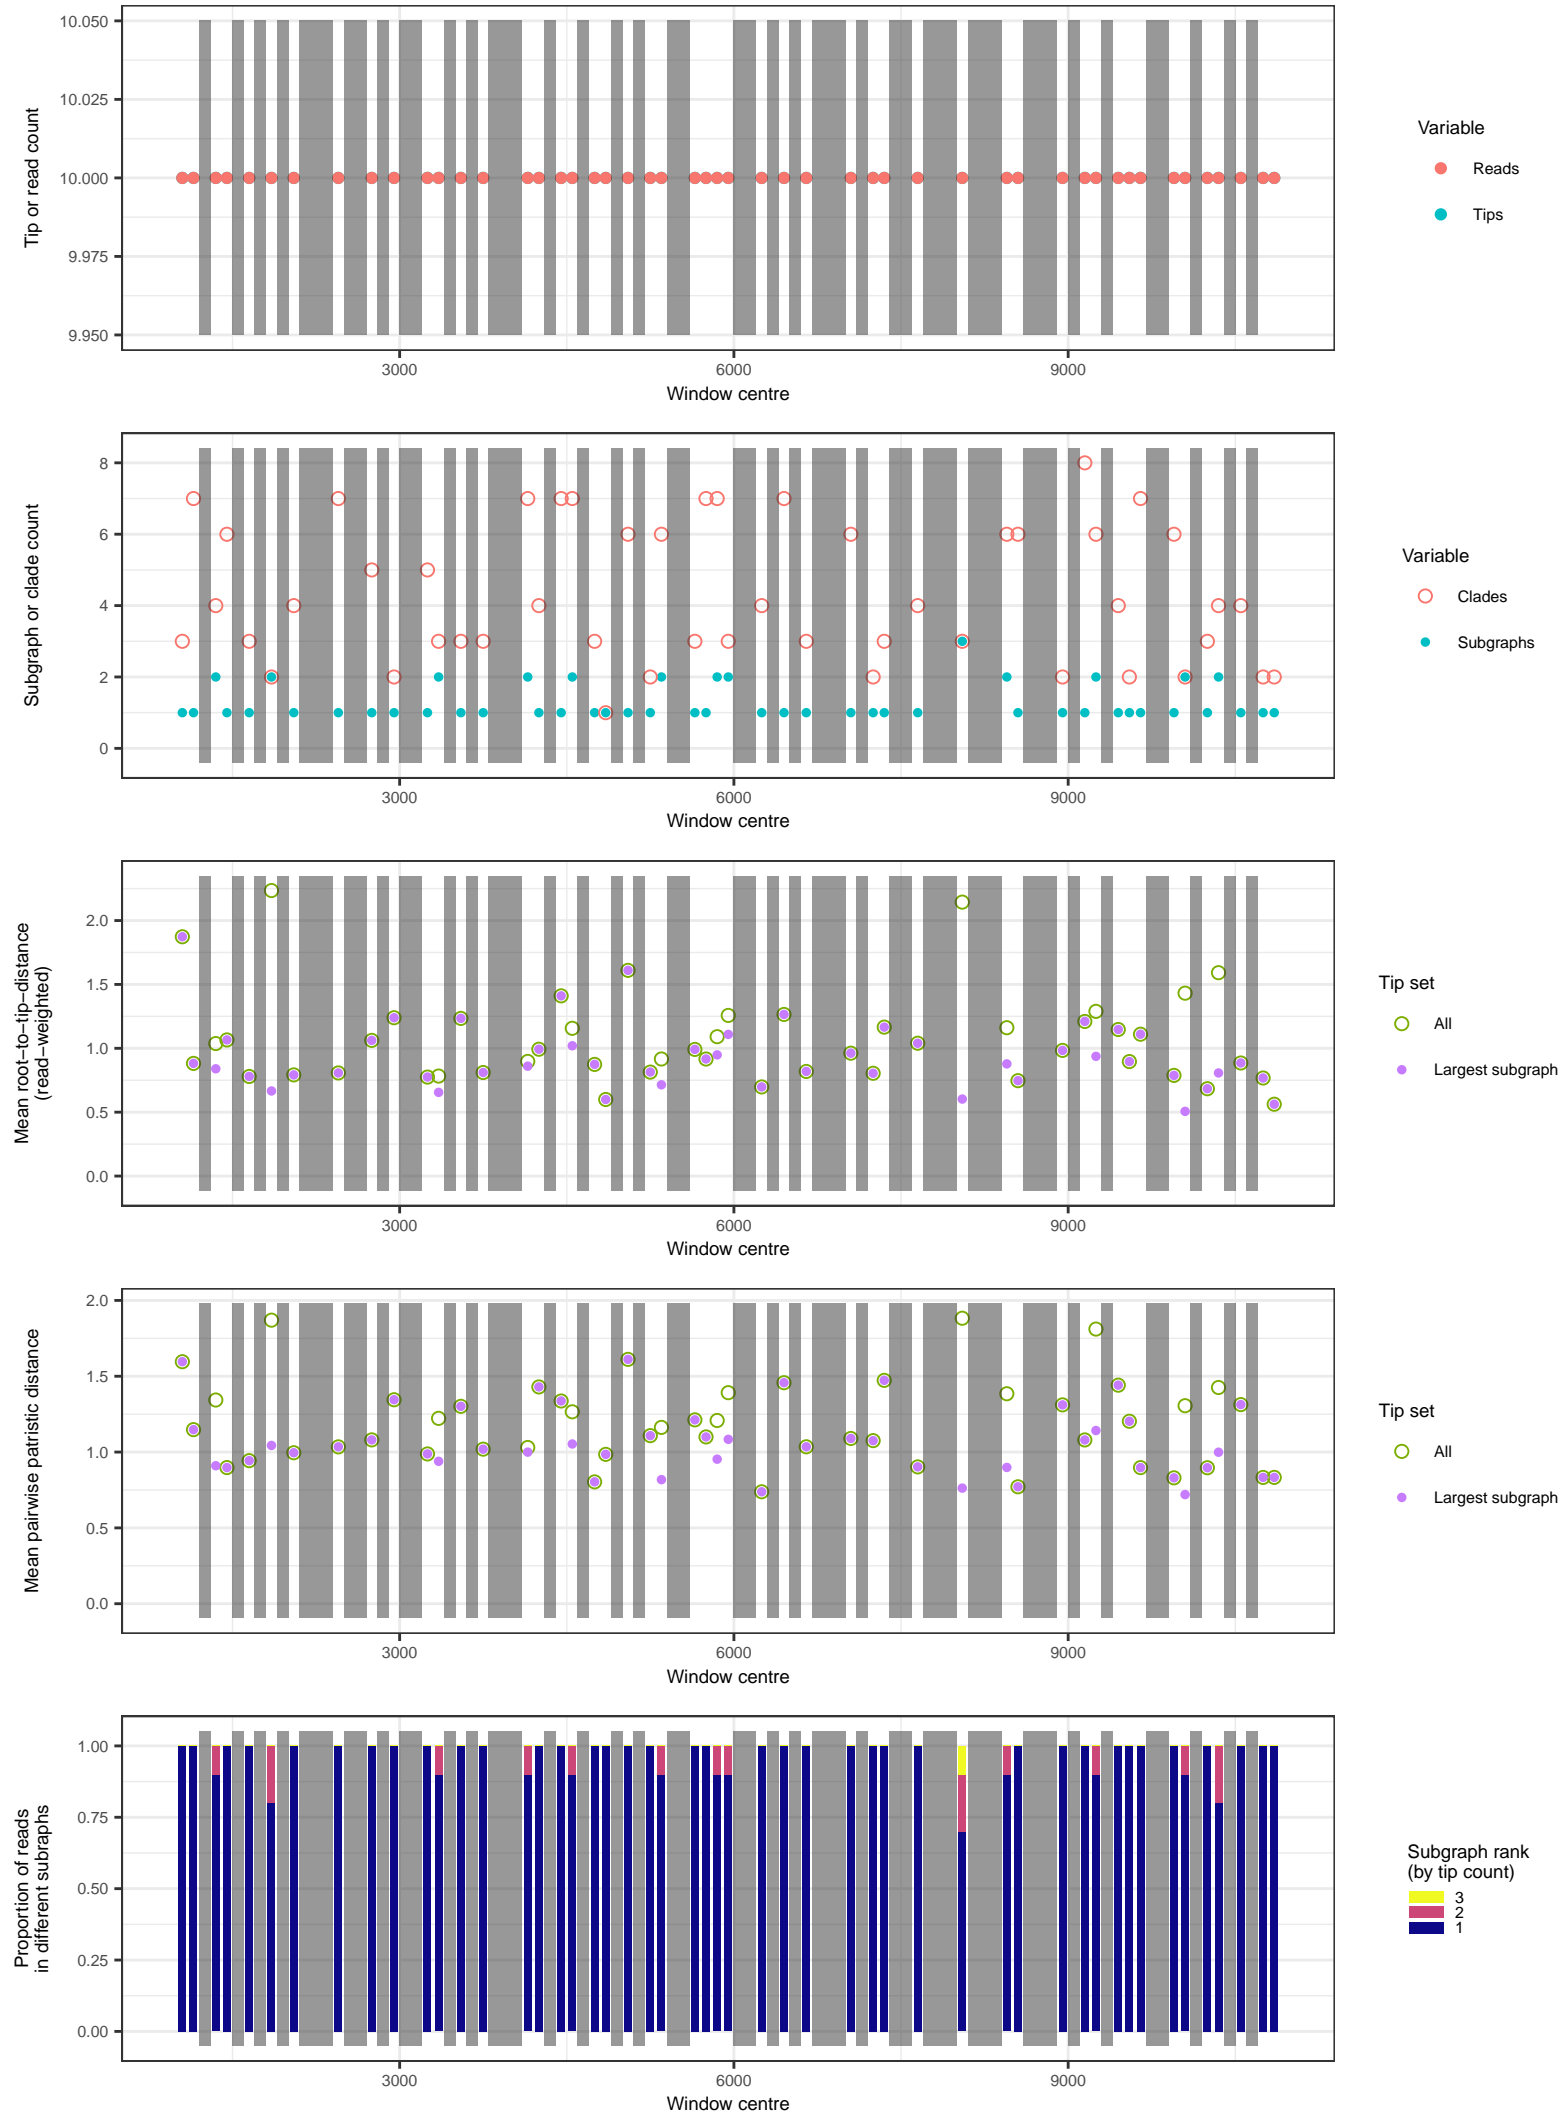 10.050
10.025
10.000
9.975
9.950
Tip or read count
3000 6000 9000
Window centre
Variable
Reads
Tips
8
6
4
2
0
Subgraph or clade count
3000 6000 9000
Window centre
Variable
Clades
Subgraphs
2.0
1.5
1.0
0.5
0.0
Mean root−to−tip−distance
(read−weighted)
3000 6000 9000
Window centre
Tip set
All
Largest subgraph
2.0
1.5
1.0
0.5
0.0
Mean pairwise patristic distance
3000 6000 9000
Window centre
Tip set
All
Largest subgraph
1.00
0.75
0.50
0.25
0.00
Proportion of reads
in different subraphs
3000 6000 9000
Window centre
Subgraph rank
(by tip count)
3
2
1